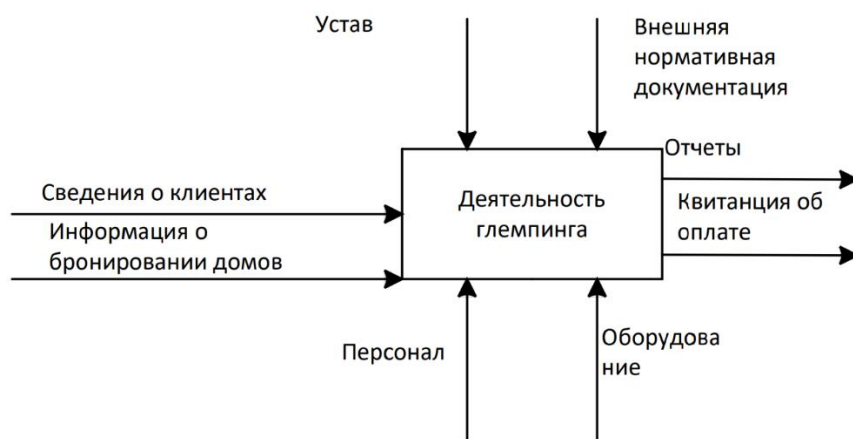 Устав
Внешняя
нормативная
документация
Отчеты
Сведения о клиентах
Деятельность
глемпинга
Квитанция об
оплате
Информация о
бронировании домов
Персонал
Оборудова
ние